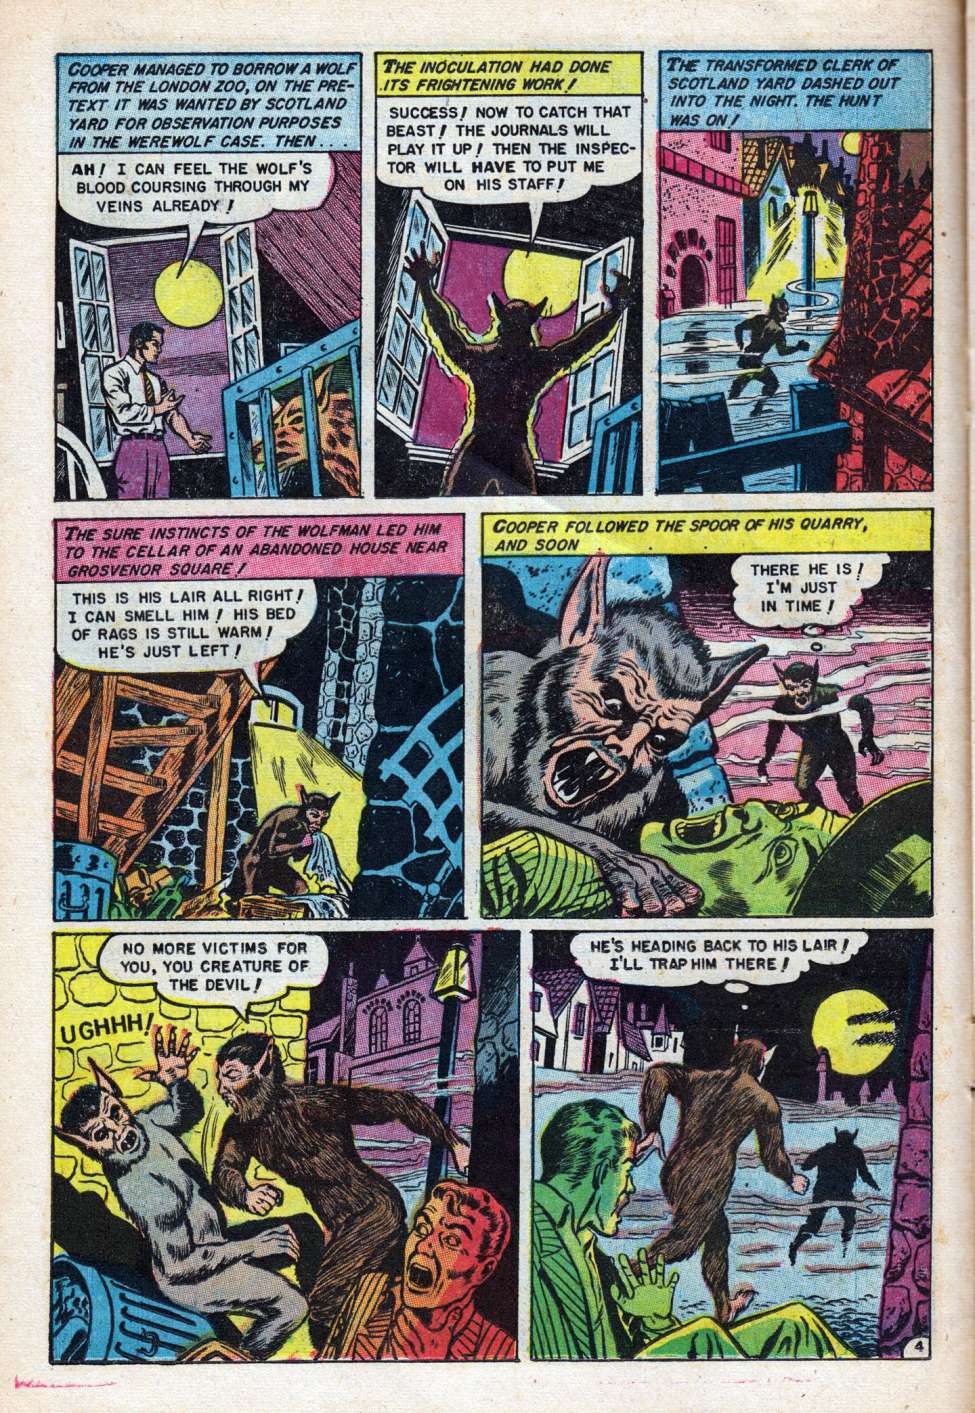 COOPER MANAGED TO BORROW A WOLF
FROM THE LONDON ZOO, ON THE PRE-
TEXT IT WAS WANTED BY SCOTLAND
YARD FOR OBSERVATION PURPOSES
IN THE WEREWOLF CASE. THEN....
AH! I CAN FEEL THE WOLF'S
BLOOD COURSING THROUGH MY
VEINS ALREADY!
THE INOCULATION HAD DONE
ITS FRIGHTENING WORK!
SUCCESS! NOW TO CATCH THAT
BEAST! THE JOURNALS WILL
PLAY IT UP! THEN THE INSPEC-
TOR WILL HAVE TO PUT ME
ON HIS STAFF!
THE TRANSFORMED CLERK OF
SCOTLAND YARD DASHED OUT
INTO THE NIGHT. THE HUNT
WAS ON!
THE SURE INSTINCTS OF THE WOLFMAN LED HIM
TO THE CELLAR OF AN ABANDONED HOUSE NEAR
GROSVENOR SQUARE!
THIS IS HIS LAIR ALL RIGHT!
I CAN SMELL HIM! HIS BED
OF RAGS IS STILL WARM!
HE'S JUST LEFT!
COOPER FOLLOWED THE SPOOR OF HIS QUARRY,
AND SOON
THERE HE IS!
I'M JUST
IN TIME!
NO MORE VICTIMS FOR
YOU, YOU CREATURE OF
THE DEVIL!
UGHHH!
HE'S HEADING BACK TO HIS LAIR!
I'LL TRAP HIM THERE!
4